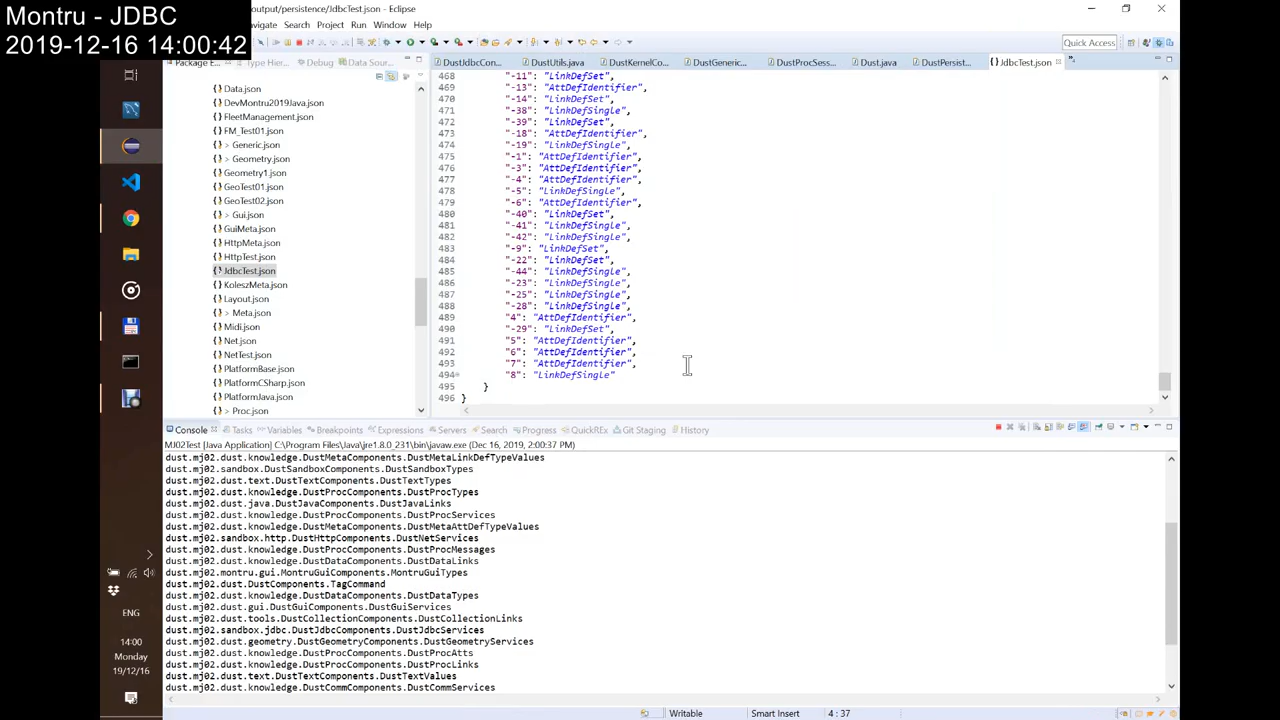 Montru - JDBC
2019-12-16 14:00:42
output/persistence/JdbcTest.json - Eclipse
Navigate Search Project Run Window Help
Quick Access
Package E... Type Hierar... Debug Data Sour...
DustJdbcCon... DustUtils.java DustKernelCo... DustGeneric... DustProcSess... Dust.java DustPersist... JdbcTest.json
Data.json
DevMontru2019Java.json
FleetManagement.json
FM_Test01.json
> Generic.json
> Geometry.json
Geometry1.json
GeoTest01.json
GeoTest02.json
> Gui.json
GuiMeta.json
HttpMeta.json
HttpTest.json
JdbcTest.json
KoleszMeta.json
Layout.json
> Meta.json
Midi.json
Net.json
NetTest.json
PlatformBase.json
PlatformCSharp.json
PlatformJava.json
> Proc.json
468 "-11": "LinkDefSet",
469 "-13": "AttDefIdentifier",
470 "-14": "LinkDefSet",
471 "-38": "LinkDefSingle",
472 "-39": "LinkDefSet",
473 "-18": "AttDefIdentifier",
474 "-19": "LinkDefSingle",
475 "-1": "AttDefIdentifier",
476 "-3": "AttDefIdentifier",
477 "-4": "AttDefIdentifier",
478 "-5": "LinkDefSingle",
479 "-6": "AttDefIdentifier",
480 "-40": "LinkDefSet",
481 "-41": "LinkDefSingle",
482 "-42": "LinkDefSingle",
483 "-9": "LinkDefSet",
484 "-22": "LinkDefSet",
485 "-44": "LinkDefSingle",
486 "-23": "LinkDefSingle",
487 "-25": "LinkDefSingle",
488 "-28": "LinkDefSingle",
489 "4": "AttDefIdentifier",
490 "-29": "LinkDefSet",
491 "5": "AttDefIdentifier",
492 "6": "AttDefIdentifier",
493 "7": "AttDefIdentifier",
494 "8": "LinkDefSingle"
495 }
496 }
Console Tasks Variables Breakpoints Expressions Servers Search Progress QuickREx Git Staging History
MJ02Test [Java Application] C:\Program Files\Java\jre1.8.0_231\bin\javaw.exe (Dec 16, 2019, 2:00:37 PM)
dust.mj02.dust.knowledge.DustMetaComponents.DustMetaLinkDefTypeValues
dust.mj02.sandbox.DustSandboxComponents.DustSandboxTypes
dust.mj02.dust.text.DustTextComponents.DustTextTypes
dust.mj02.dust.knowledge.DustProcComponents.DustProcTypes
dust.mj02.dust.java.DustJavaComponents.DustJavaLinks
dust.mj02.dust.knowledge.DustProcComponents.DustProcServices
dust.mj02.dust.knowledge.DustMetaComponents.DustMetaAttDefTypeValues
dust.mj02.sandbox.http.DustHttpComponents.DustNetServices
dust.mj02.dust.knowledge.DustProcComponents.DustProcMessages
dust.mj02.dust.knowledge.DustDataComponents.DustDataLinks
dust.mj02.montru.gui.MontruGuiComponents.MontruGuiTypes
dust.mj02.dust.DustComponents.TagCommand
dust.mj02.dust.knowledge.DustDataComponents.DustDataTypes
dust.mj02.dust.gui.DustGuiComponents.DustGuiServices
dust.mj02.dust.tools.DustCollectionComponents.DustCollectionLinks
dust.mj02.sandbox.jdbc.DustJdbcComponents.DustJdbcServices
dust.mj02.dust.geometry.DustGeometryComponents.DustGeometryServices
dust.mj02.dust.knowledge.DustProcComponents.DustProcAtts
dust.mj02.dust.knowledge.DustProcComponents.DustProcLinks
dust.mj02.dust.text.DustTextComponents.DustTextValues
dust.mj02.dust.knowledge.DustCommComponents.DustCommServices
ENG
14:00
Monday
19/12/16
Writable Smart Insert 4 : 37